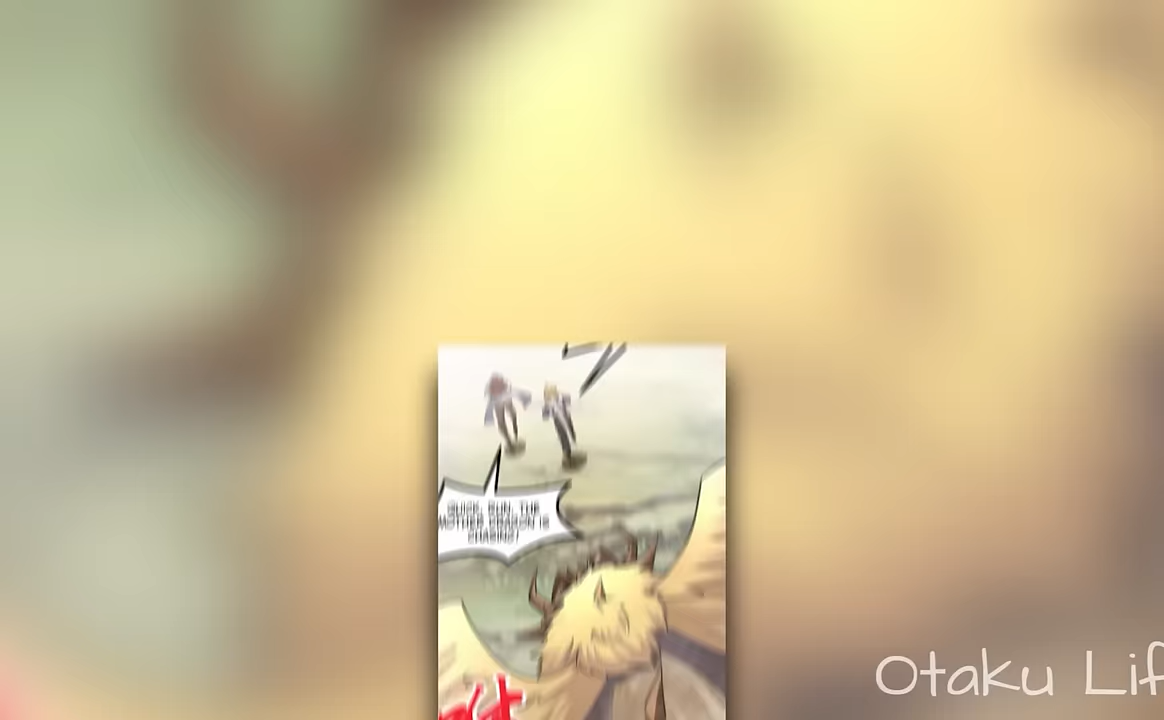 QUICK, RUN, THE
MOTHER DRAGON IS
CHASING!
Otaku Lif